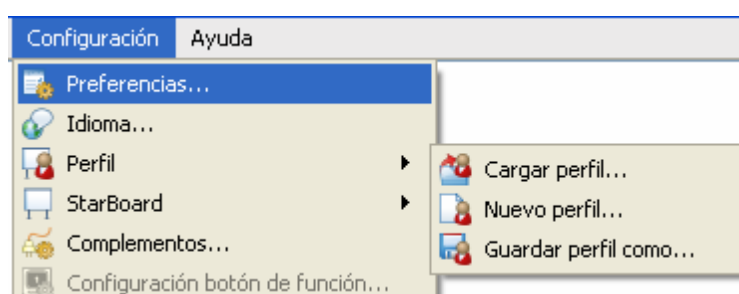 Configuración Ayuda
Preferencias...
Idioma...
Perfil
StarBoard
Complementos...
Configuración botón de función...
Cargar perfil...
Nuevo perfil...
Guardar perfil como...